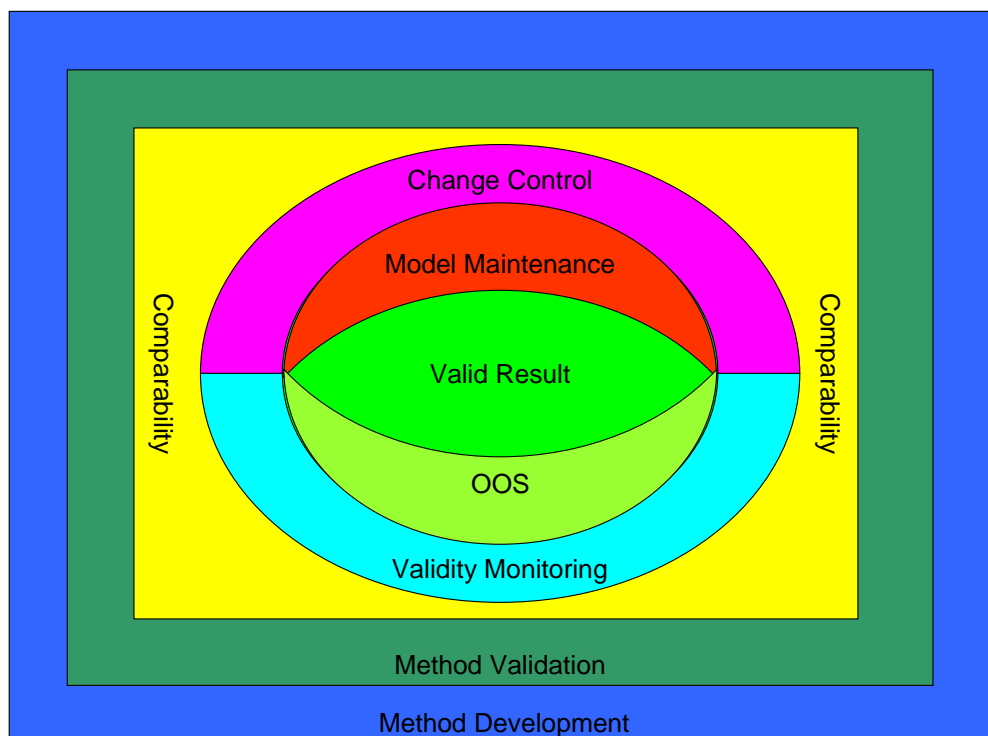 Change Control
Model Maintenance
Comparability
Comparability
Valid Result
OOS
Validity Monitoring
Method Validation
Method Development